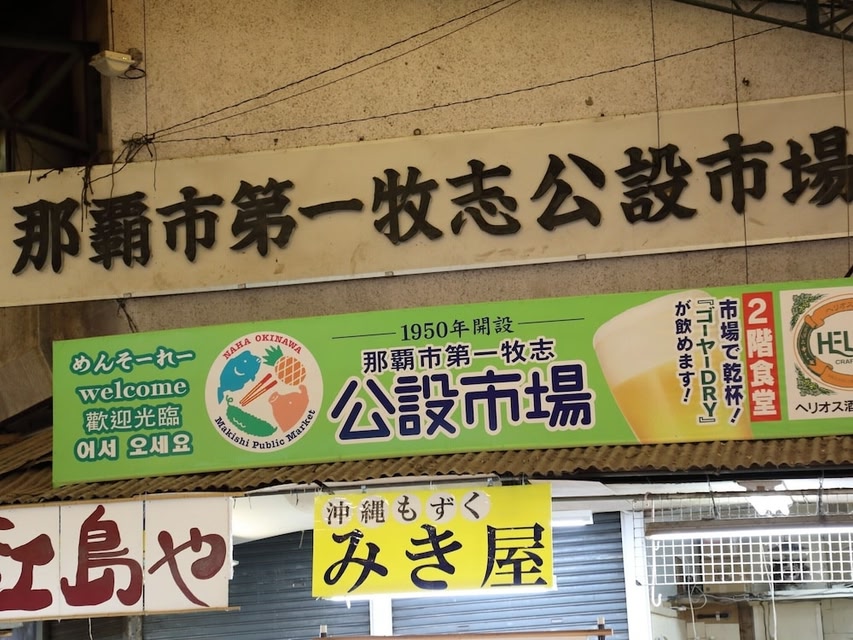 那覇市第一牧志公設市場
めんそーれー
welcome
歡迎光臨
어서 오세요
NAHA OKINAWA
Makishi Public Market
1950年開設
那覇市第一牧志
公設市場
市場で乾杯!
『ゴーヤーDRY』
が飲めます!
2階食堂
HEL
ヘリオス酒
江島や
沖縄もずく
みき屋